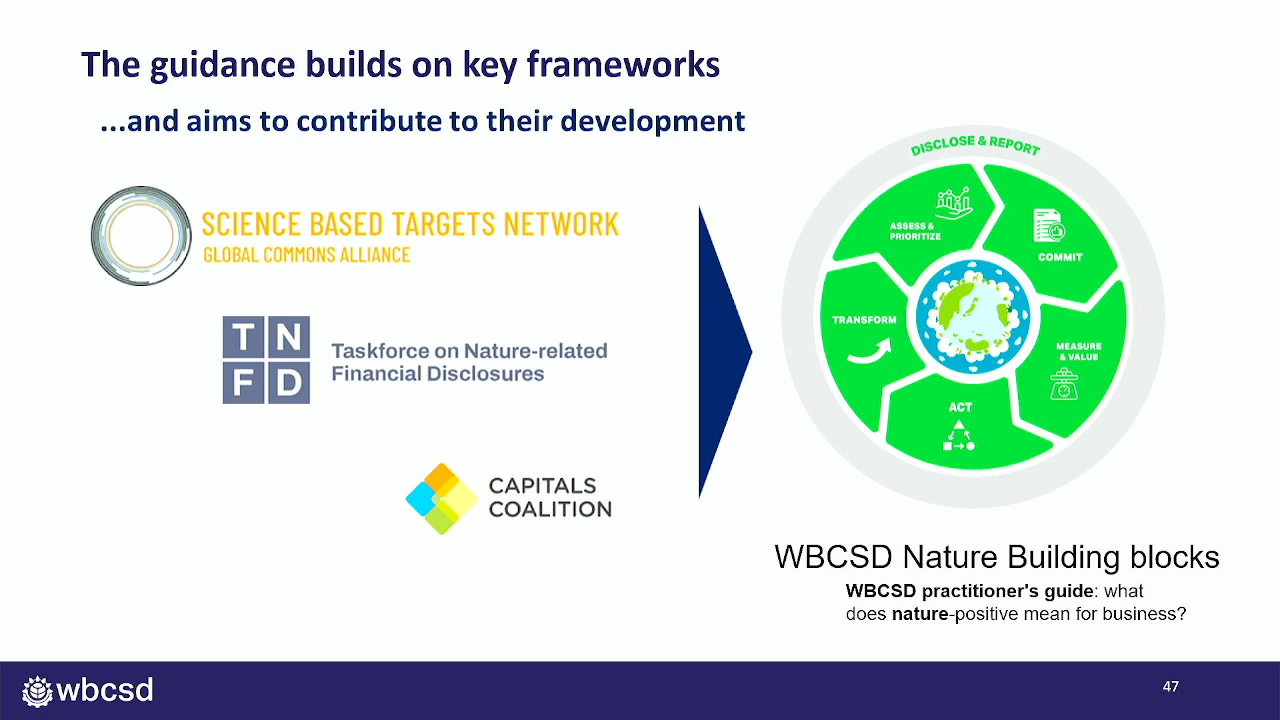 The guidance builds on key frameworks
...and aims to contribute to their development
SCIENCE BASED TARGETS NETWORK
GLOBAL COMMONS ALLIANCE
T N
F D
Taskforce on Nature-related
Financial Disclosures
CAPITALS
COALITION
DISCLOSE & REPORT
ASSESS &
PRIORITIZE
COMMIT
TRANSFORM
MEASURE
& VALUE
ACT
WBCSD Nature Building blocks
WBCSD practitioner's guide: what
does nature-positive mean for business?
wbcsd
47